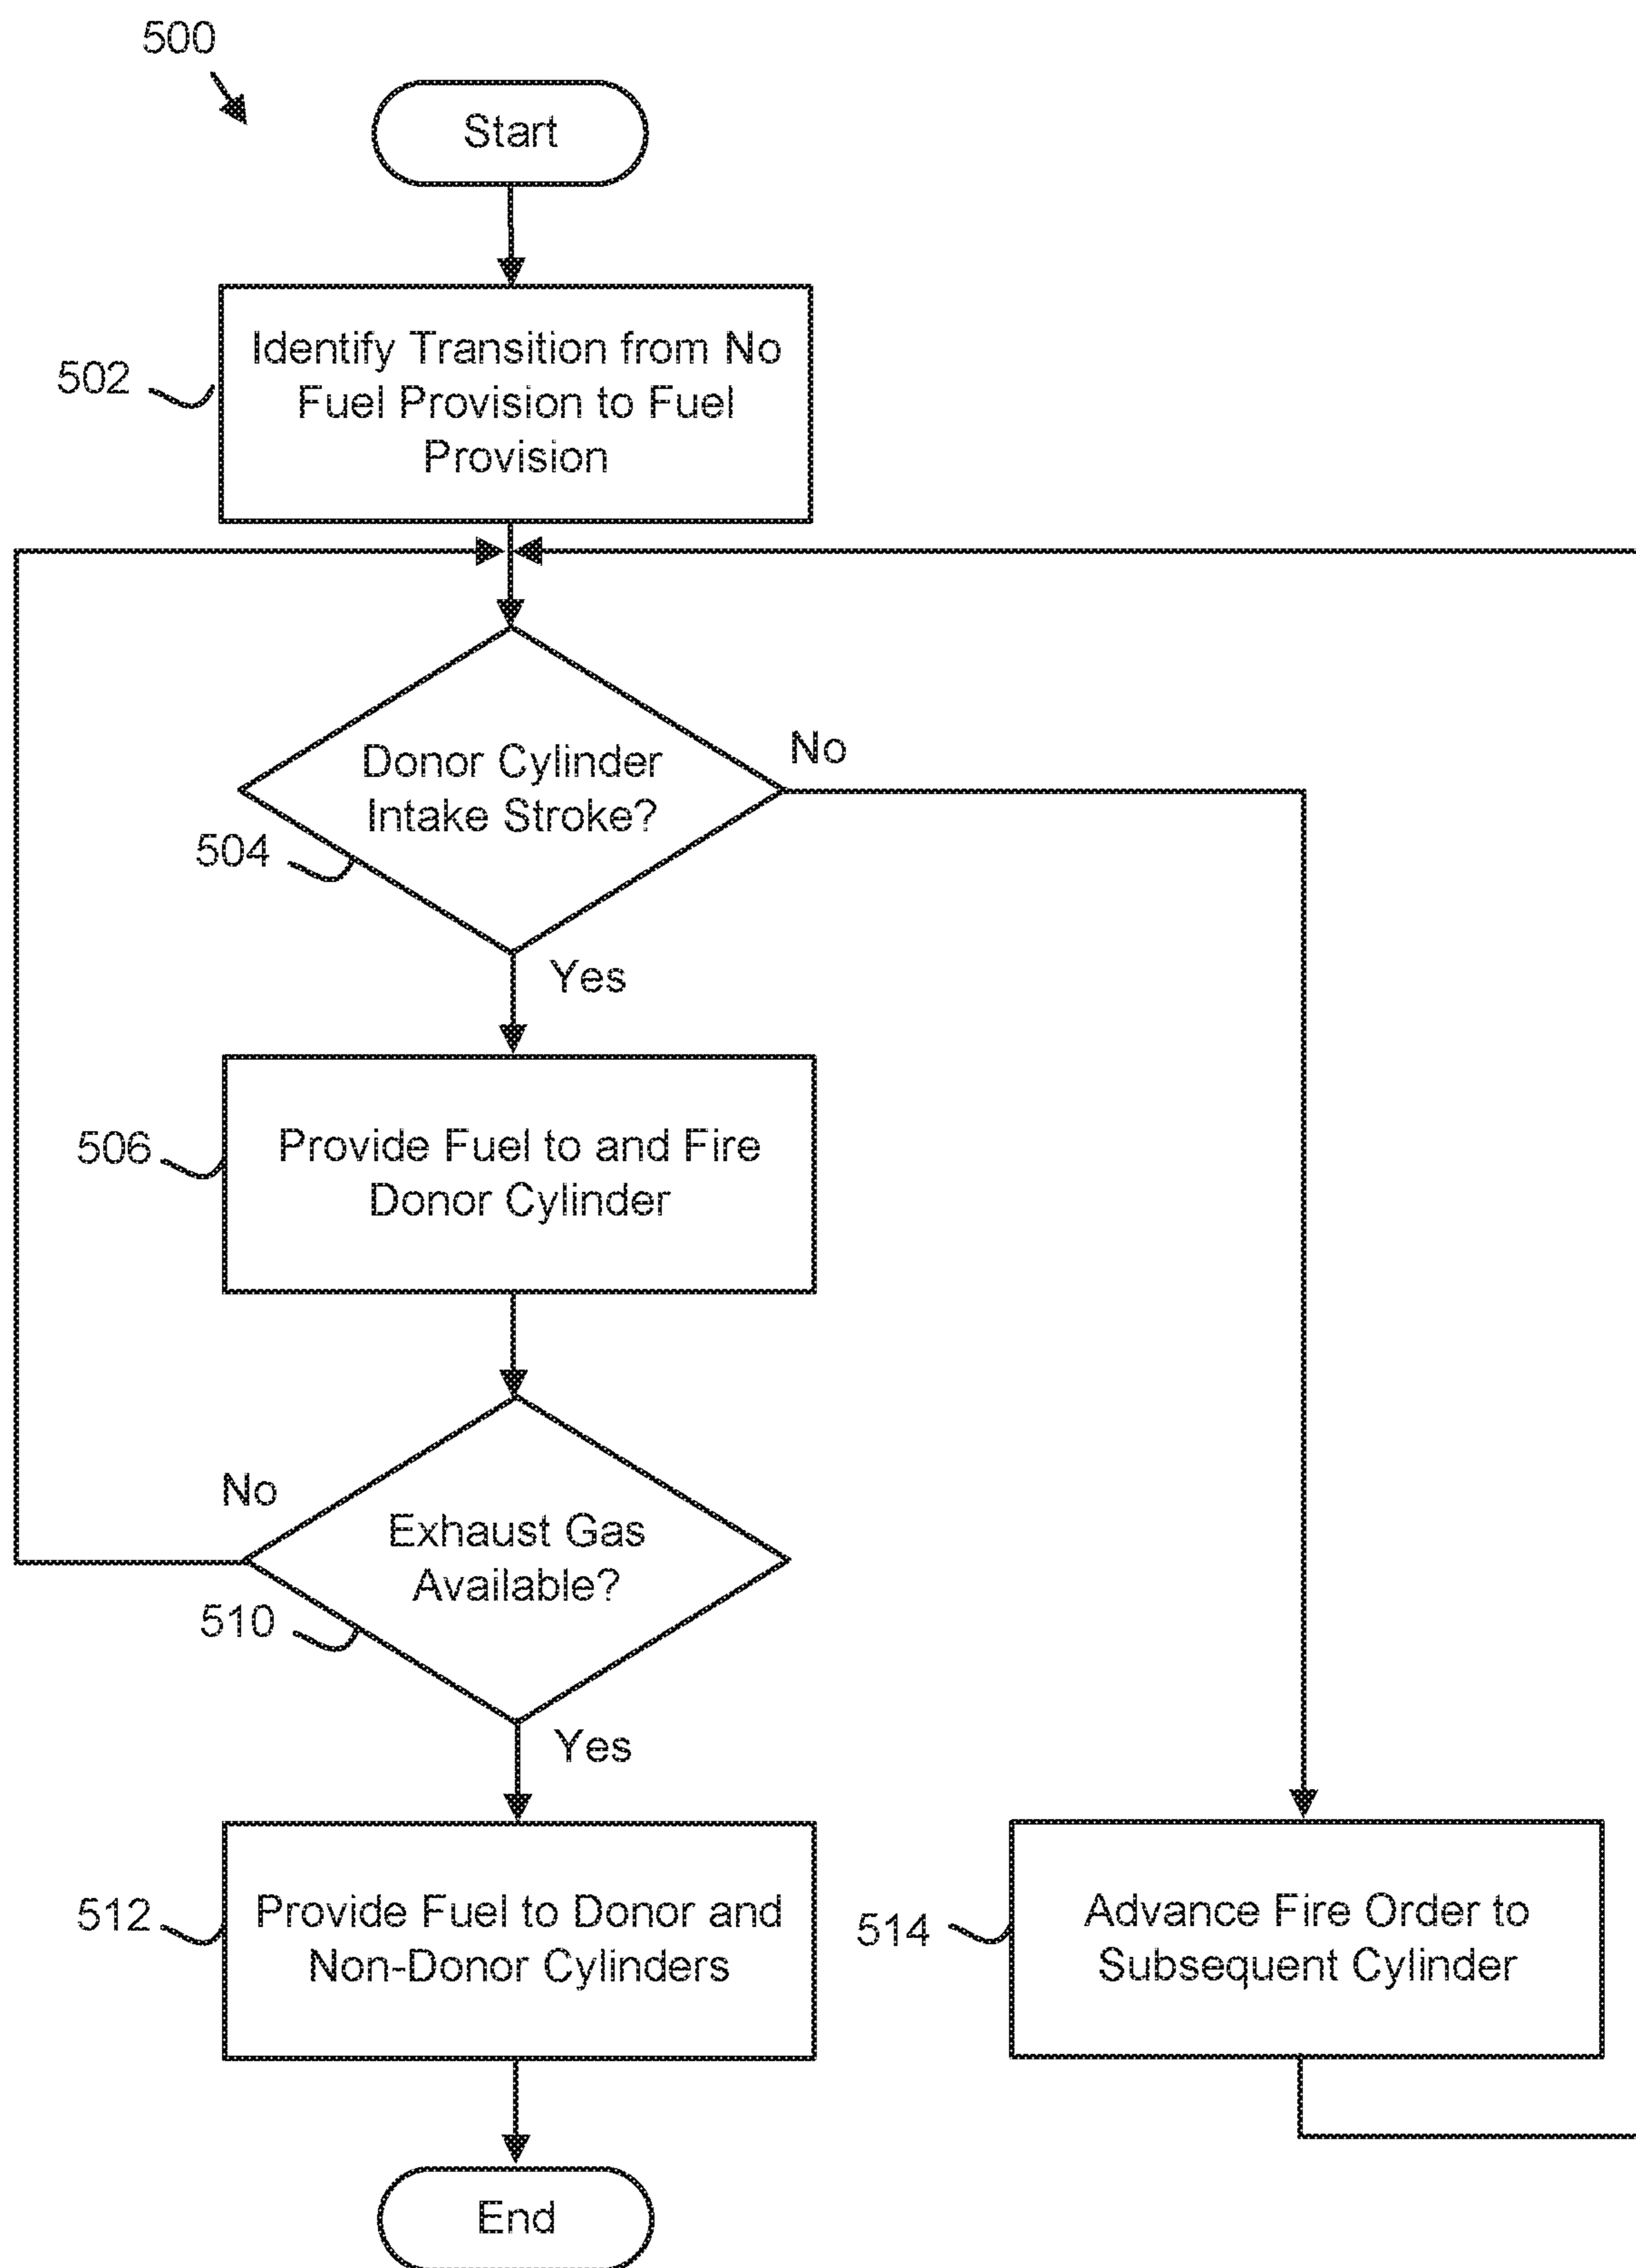 500
Start
502
Identify Transition from No
Fuel Provision to Fuel
Provision
Donor Cylinder
Intake Stroke?
No
504
Yes
506
Provide Fuel to and Fire
Donor Cylinder
No
Exhaust Gas
Available?
510
Yes
512
Provide Fuel to Donor and
Non-Donor Cylinders
514
Advance Fire Order to
Subsequent Cylinder
End